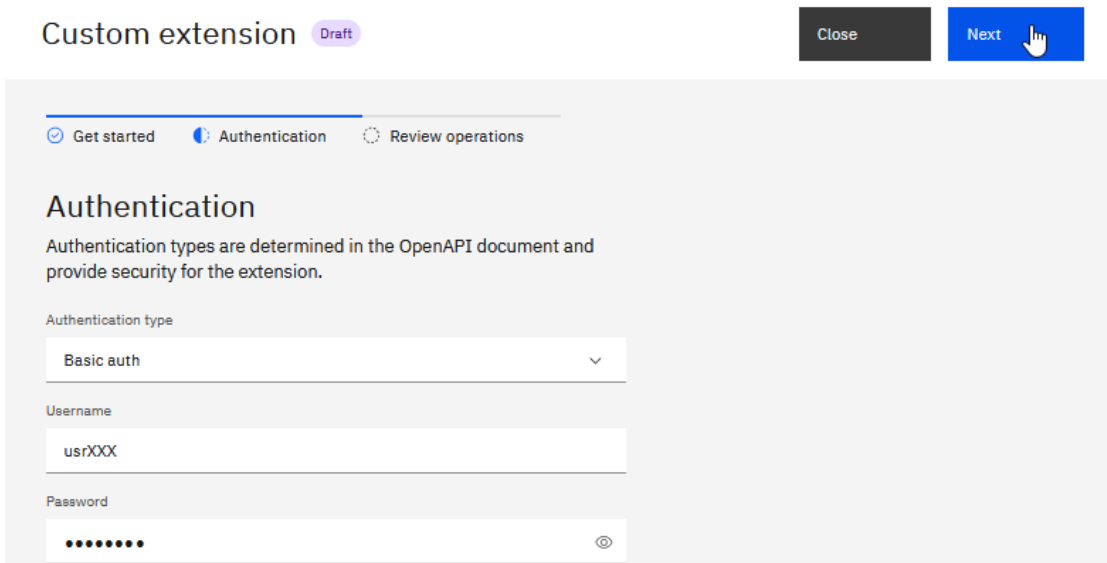 Custom extension Draft Close Next
Get started Authentication Review operations
Authentication
Authentication types are determined in the OpenAPI document and
provide security for the extension.
Authentication type
Basic auth
Username
usrXXX
Password
••••••••